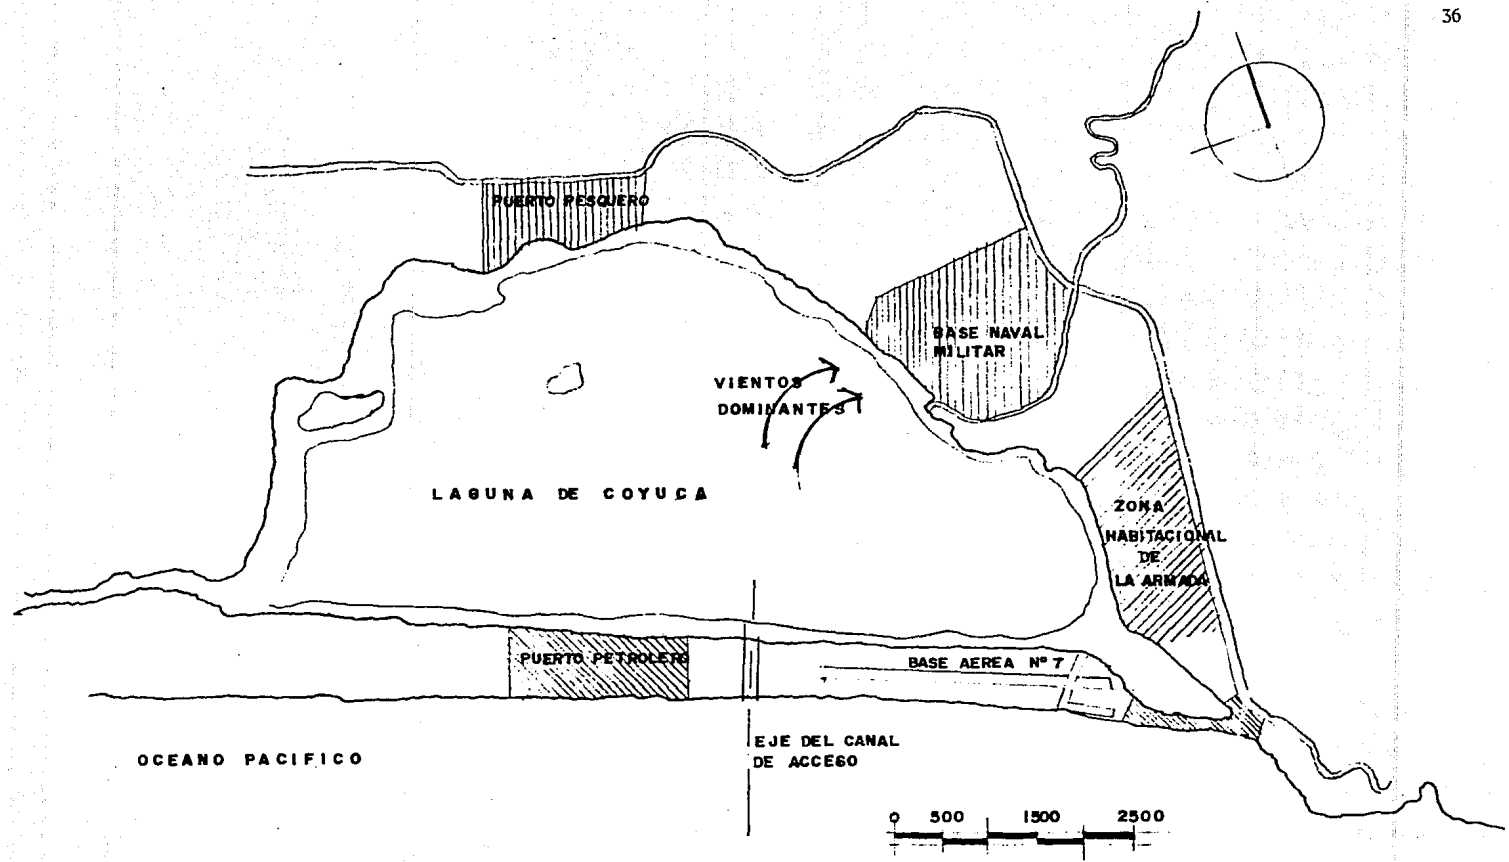 36
PUERTO PESQUERO
BASE NAVAL
MILITAR
VIENTOS
DOMINANTES
LAGUNA DE COYUCA
ZONA
HABITACIONAL
DE
LA ARMADA
PUERTO PETROLERO
BASE AEREA Nº 7
EJE DEL CANAL
DE ACCESO
OCEANO PACIFICO
0 500 1500 2500